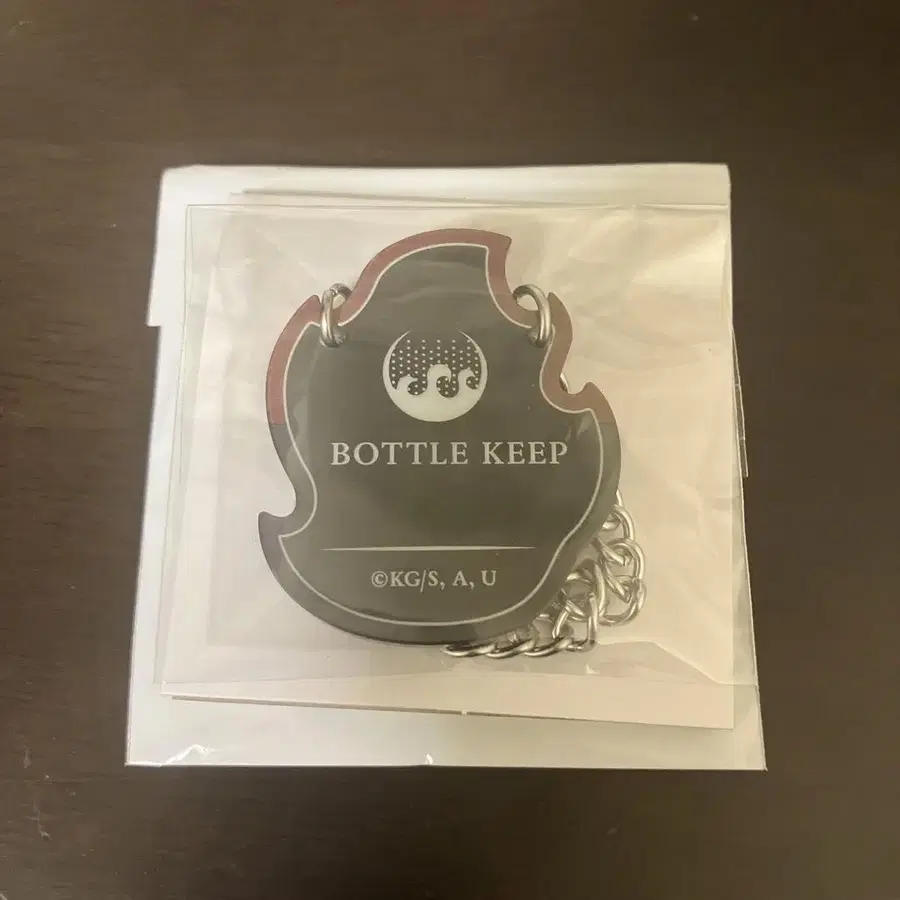 BOTTLE KEEP
©KG/S, A, U